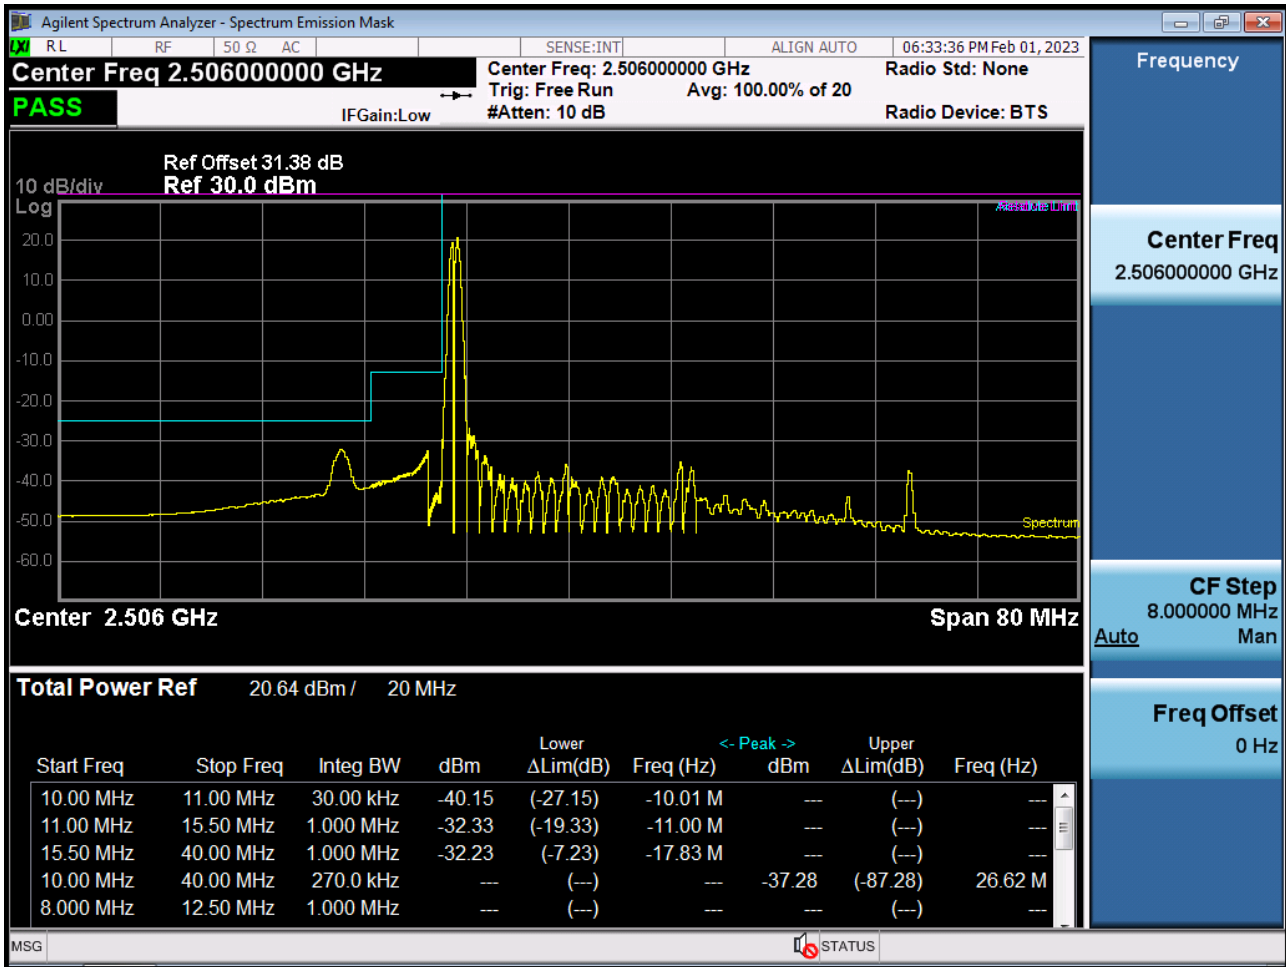 Agilent Spectrum Analyzer - Spectrum Emission Mask
LXI RL RF 50 Ω AC SENSE:INT ALIGN AUTO 06:33:36 PM Feb 01, 2023
Center Freq 2.506000000 GHz
Center Freq: 2.506000000 GHz Radio Std: None
Trig: Free Run Avg: 100.00% of 20
PASS
IFGain:Low #Atten: 10 dB Radio Device: BTS
Ref Offset 31.38 dB
10 dB/div Ref 30.0 dBm
Log
Absolute Limit
20.0
10.0
0.00
-10.0
-20.0
-30.0
-40.0
-50.0
Spectrum
-60.0
Center 2.506 GHz Span 80 MHz
Total Power Ref 20.64 dBm / 20 MHz
Lower <- Peak -> Upper
Start Freq Stop Freq Integ BW dBm ΔLim(dB) Freq (Hz) dBm ΔLim(dB) Freq (Hz)
10.00 MHz 11.00 MHz 30.00 kHz -40.15 (-27.15) -10.01 M --- (---) ---
11.00 MHz 15.50 MHz 1.000 MHz -32.33 (-19.33) -11.00 M --- (---) ---
15.50 MHz 40.00 MHz 1.000 MHz -32.23 (-7.23) -17.83 M --- (---) ---
10.00 MHz 40.00 MHz 270.0 kHz --- (---) --- -37.28 (-87.28) 26.62 M
8.000 MHz 12.50 MHz 1.000 MHz --- (---) --- --- (---) ---
MSG STATUS
Frequency
Center Freq
2.506000000 GHz
CF Step
8.000000 MHz
Auto Man
Freq Offset
0 Hz